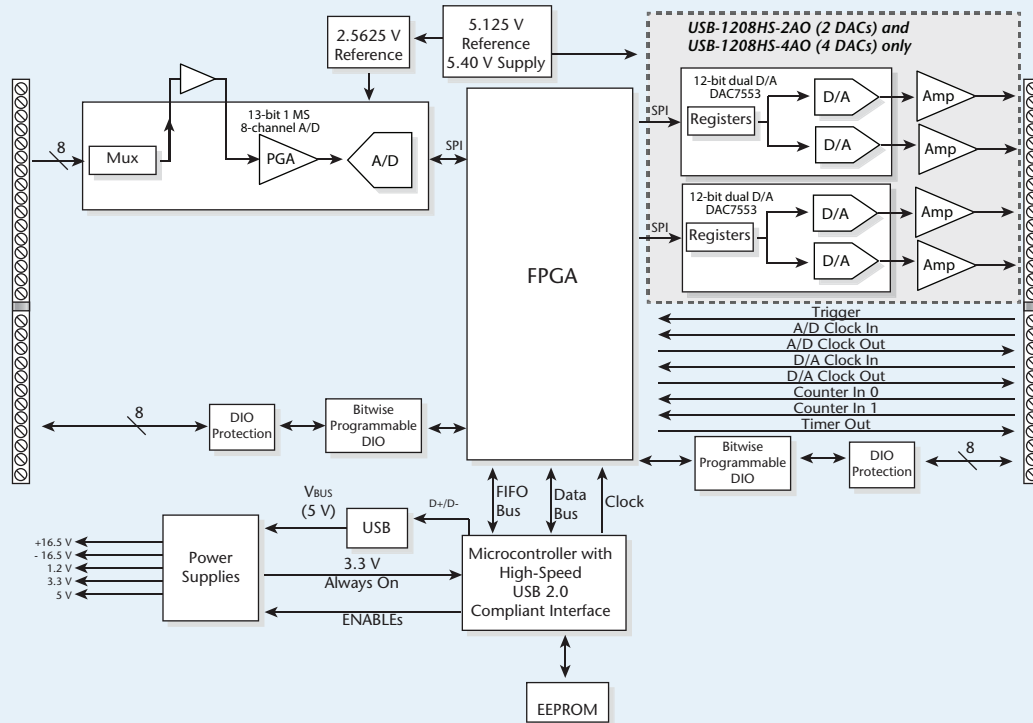 2.5625 V
Reference
5.125 V
Reference
5.40 V Supply
USB-1208HS-2AO (2 DACs) and
USB-1208HS-4AO (4 DACs) only
8
13-bit 1 MS
8-channel A/D
Mux
PGA
A/D
SPI
FPGA
SPI
12-bit dual D/A
DAC7553
Registers
D/A
D/A
Amp
Amp
SPI
12-bit dual D/A
DAC7553
Registers
D/A
D/A
Amp
Amp
Trigger
A/D Clock In
A/D Clock Out
D/A Clock In
D/A Clock Out
Counter In 0
Counter In 1
Timer Out
8
DIO
Protection
Bitwise
Programmable
DIO
Bitwise
Programmable
DIO
DIO
Protection
8
FIFO
Bus
Data
Bus
Clock
VBUS
(5 V)
USB
D+/D-
+16.5 V
- 16.5 V
1.2 V
3.3 V
5 V
Power
Supplies
3.3 V
Always On
ENABLEs
Microcontroller with
High-Speed
USB 2.0
Compliant Interface
EEPROM